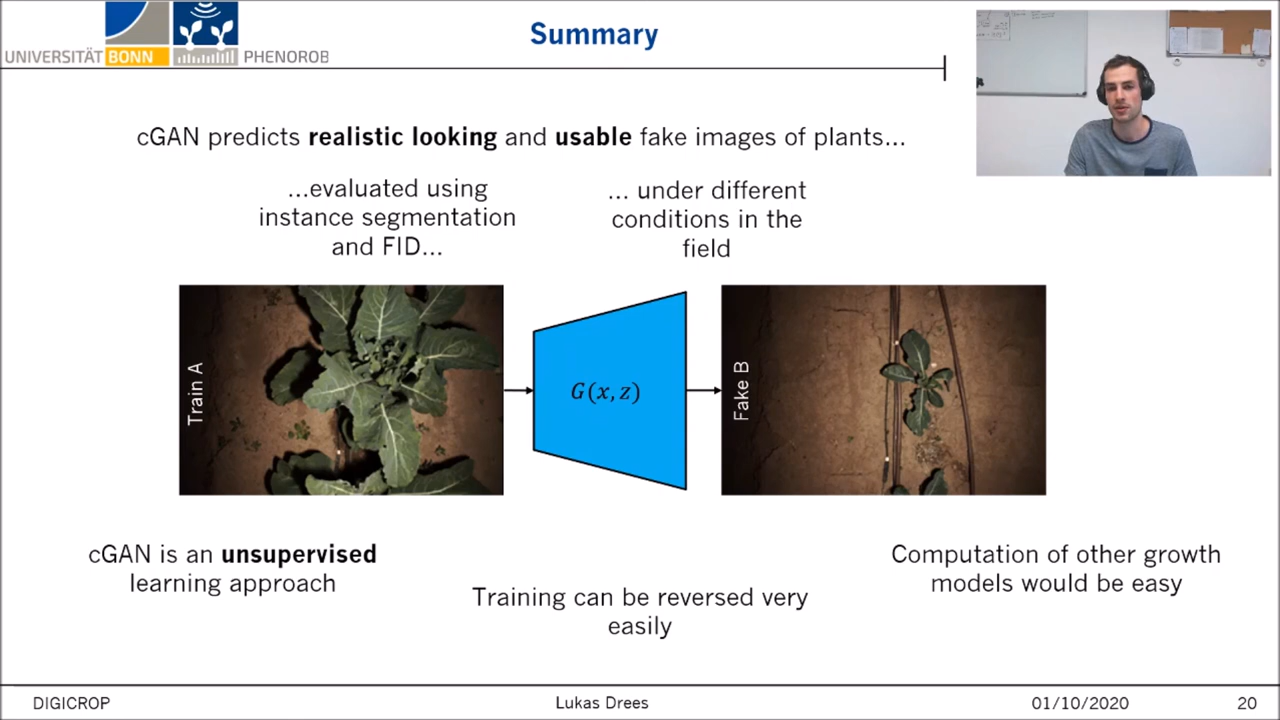 UNIVERSITÄT BONN PHENOROB
Summary
cGAN predicts realistic looking and usable fake images of plants...
...evaluated using
instance segmentation
and FID...
... under different
conditions in the
field
Train A
G(x, z)
Fake B
cGAN is an unsupervised
learning approach
Training can be reversed very
easily
Computation of other growth
models would be easy
DIGICROP
Lukas Drees
01/10/2020
20